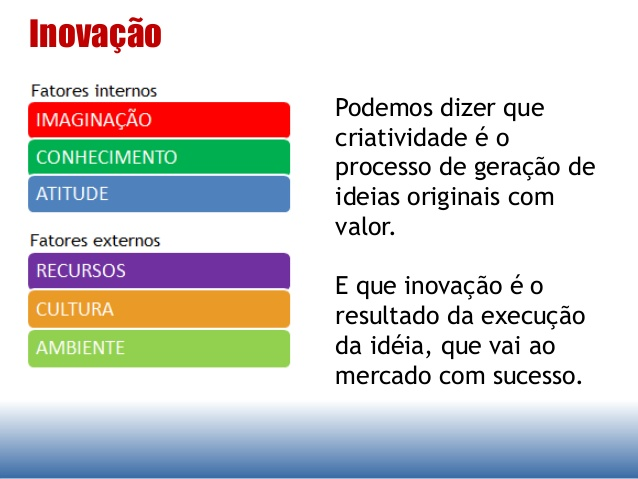 Inovação
Fatores internos
IMAGINAÇÃO
CONHECIMENTO
ATITUDE
Fatores externos
RECURSOS
CULTURA
AMBIENTE
Podemos dizer que
criatividade é o
processo de geração de
ideias originais com
valor.
E que inovação é o
resultado da execução
da idéia, que vai ao
mercado com sucesso.